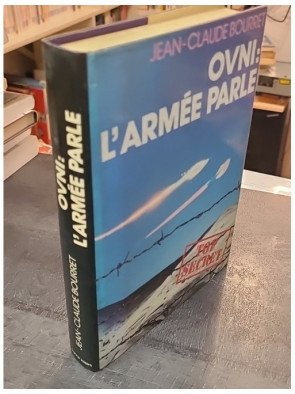 JEAN-CLAUDE BOURRET
OVNI:
L'ARMÉE PARLE
TOP
SECRET
OVNI:
L'ARMÉE PARLE
JEAN-CLAUDE BOURRET